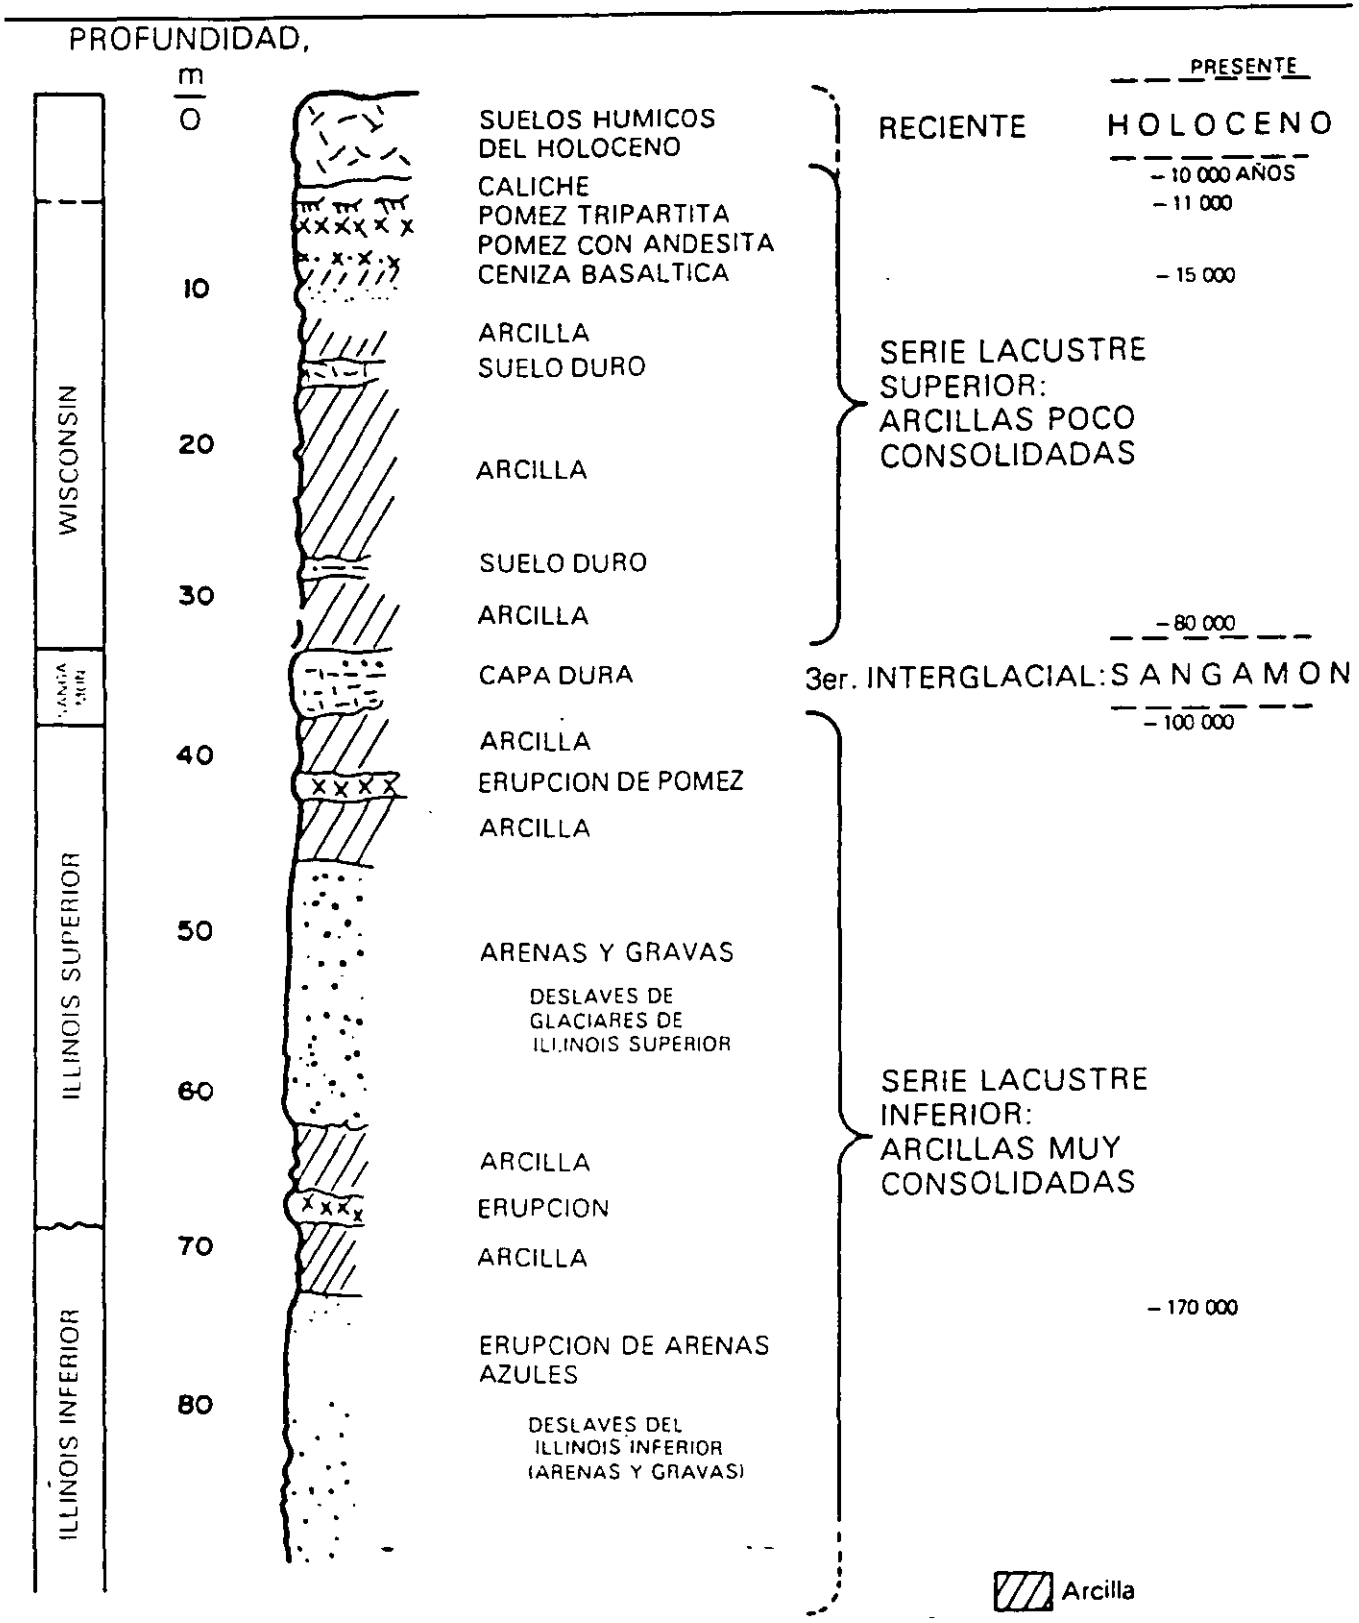 PROFUNDIDAD,
m
0
10
20
30
40
50
60
70
80
WISCONSIN
SANGA
MON
ILLINOIS SUPERIOR
ILLINOIS INFERIOR
SUELOS HUMICOS
DEL HOLOCENO
CALICHE
POMEZ TRIPARTITA
POMEZ CON ANDESITA
CENIZA BASALTICA
ARCILLA
SUELO DURO
ARCILLA
SUELO DURO
ARCILLA
CAPA DURA
ARCILLA
ERUPCION DE POMEZ
ARCILLA
ARENAS Y GRAVAS
DESLAVES DE
GLACIARES DE
ILLINOIS SUPERIOR
ARCILLA
ERUPCION
ARCILLA
ERUPCION DE ARENAS
AZULES
DESLAVES DEL
ILLINOIS INFERIOR
(ARENAS Y GRAVAS)
RECIENTE
SERIE LACUSTRE
SUPERIOR:
ARCILLAS POCO
CONSOLIDADAS
3er. INTERGLACIAL: SANGAMON
SERIE LACUSTRE
INFERIOR:
ARCILLAS MUY
CONSOLIDADAS
PRESENTE
HOLOCENO
– 10 000 AÑOS
– 11 000
– 15 000
– 80 000
– 100 000
– 170 000
Arcilla